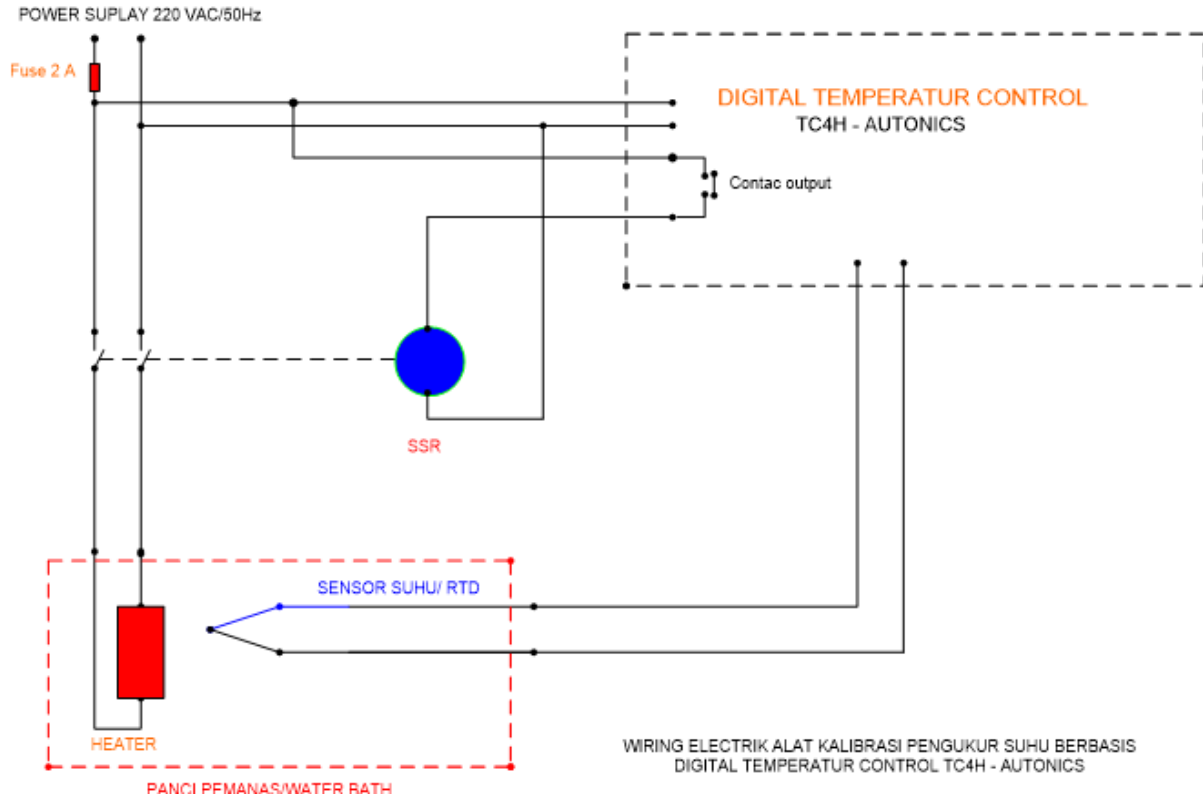 POWER SUPLAY 220 VAC/50Hz
Fuse 2 A
DIGITAL TEMPERATUR CONTROL
TC4H - AUTONICS
Contac output
SSR
SENSOR SUHU/ RTD
HEATER
PANCI PEMANAS/WATER BATH
WIRING ELECTRIK ALAT KALIBRASI PENGUKUR SUHU BERBASIS
DIGITAL TEMPERATUR CONTROL TC4H - AUTONICS